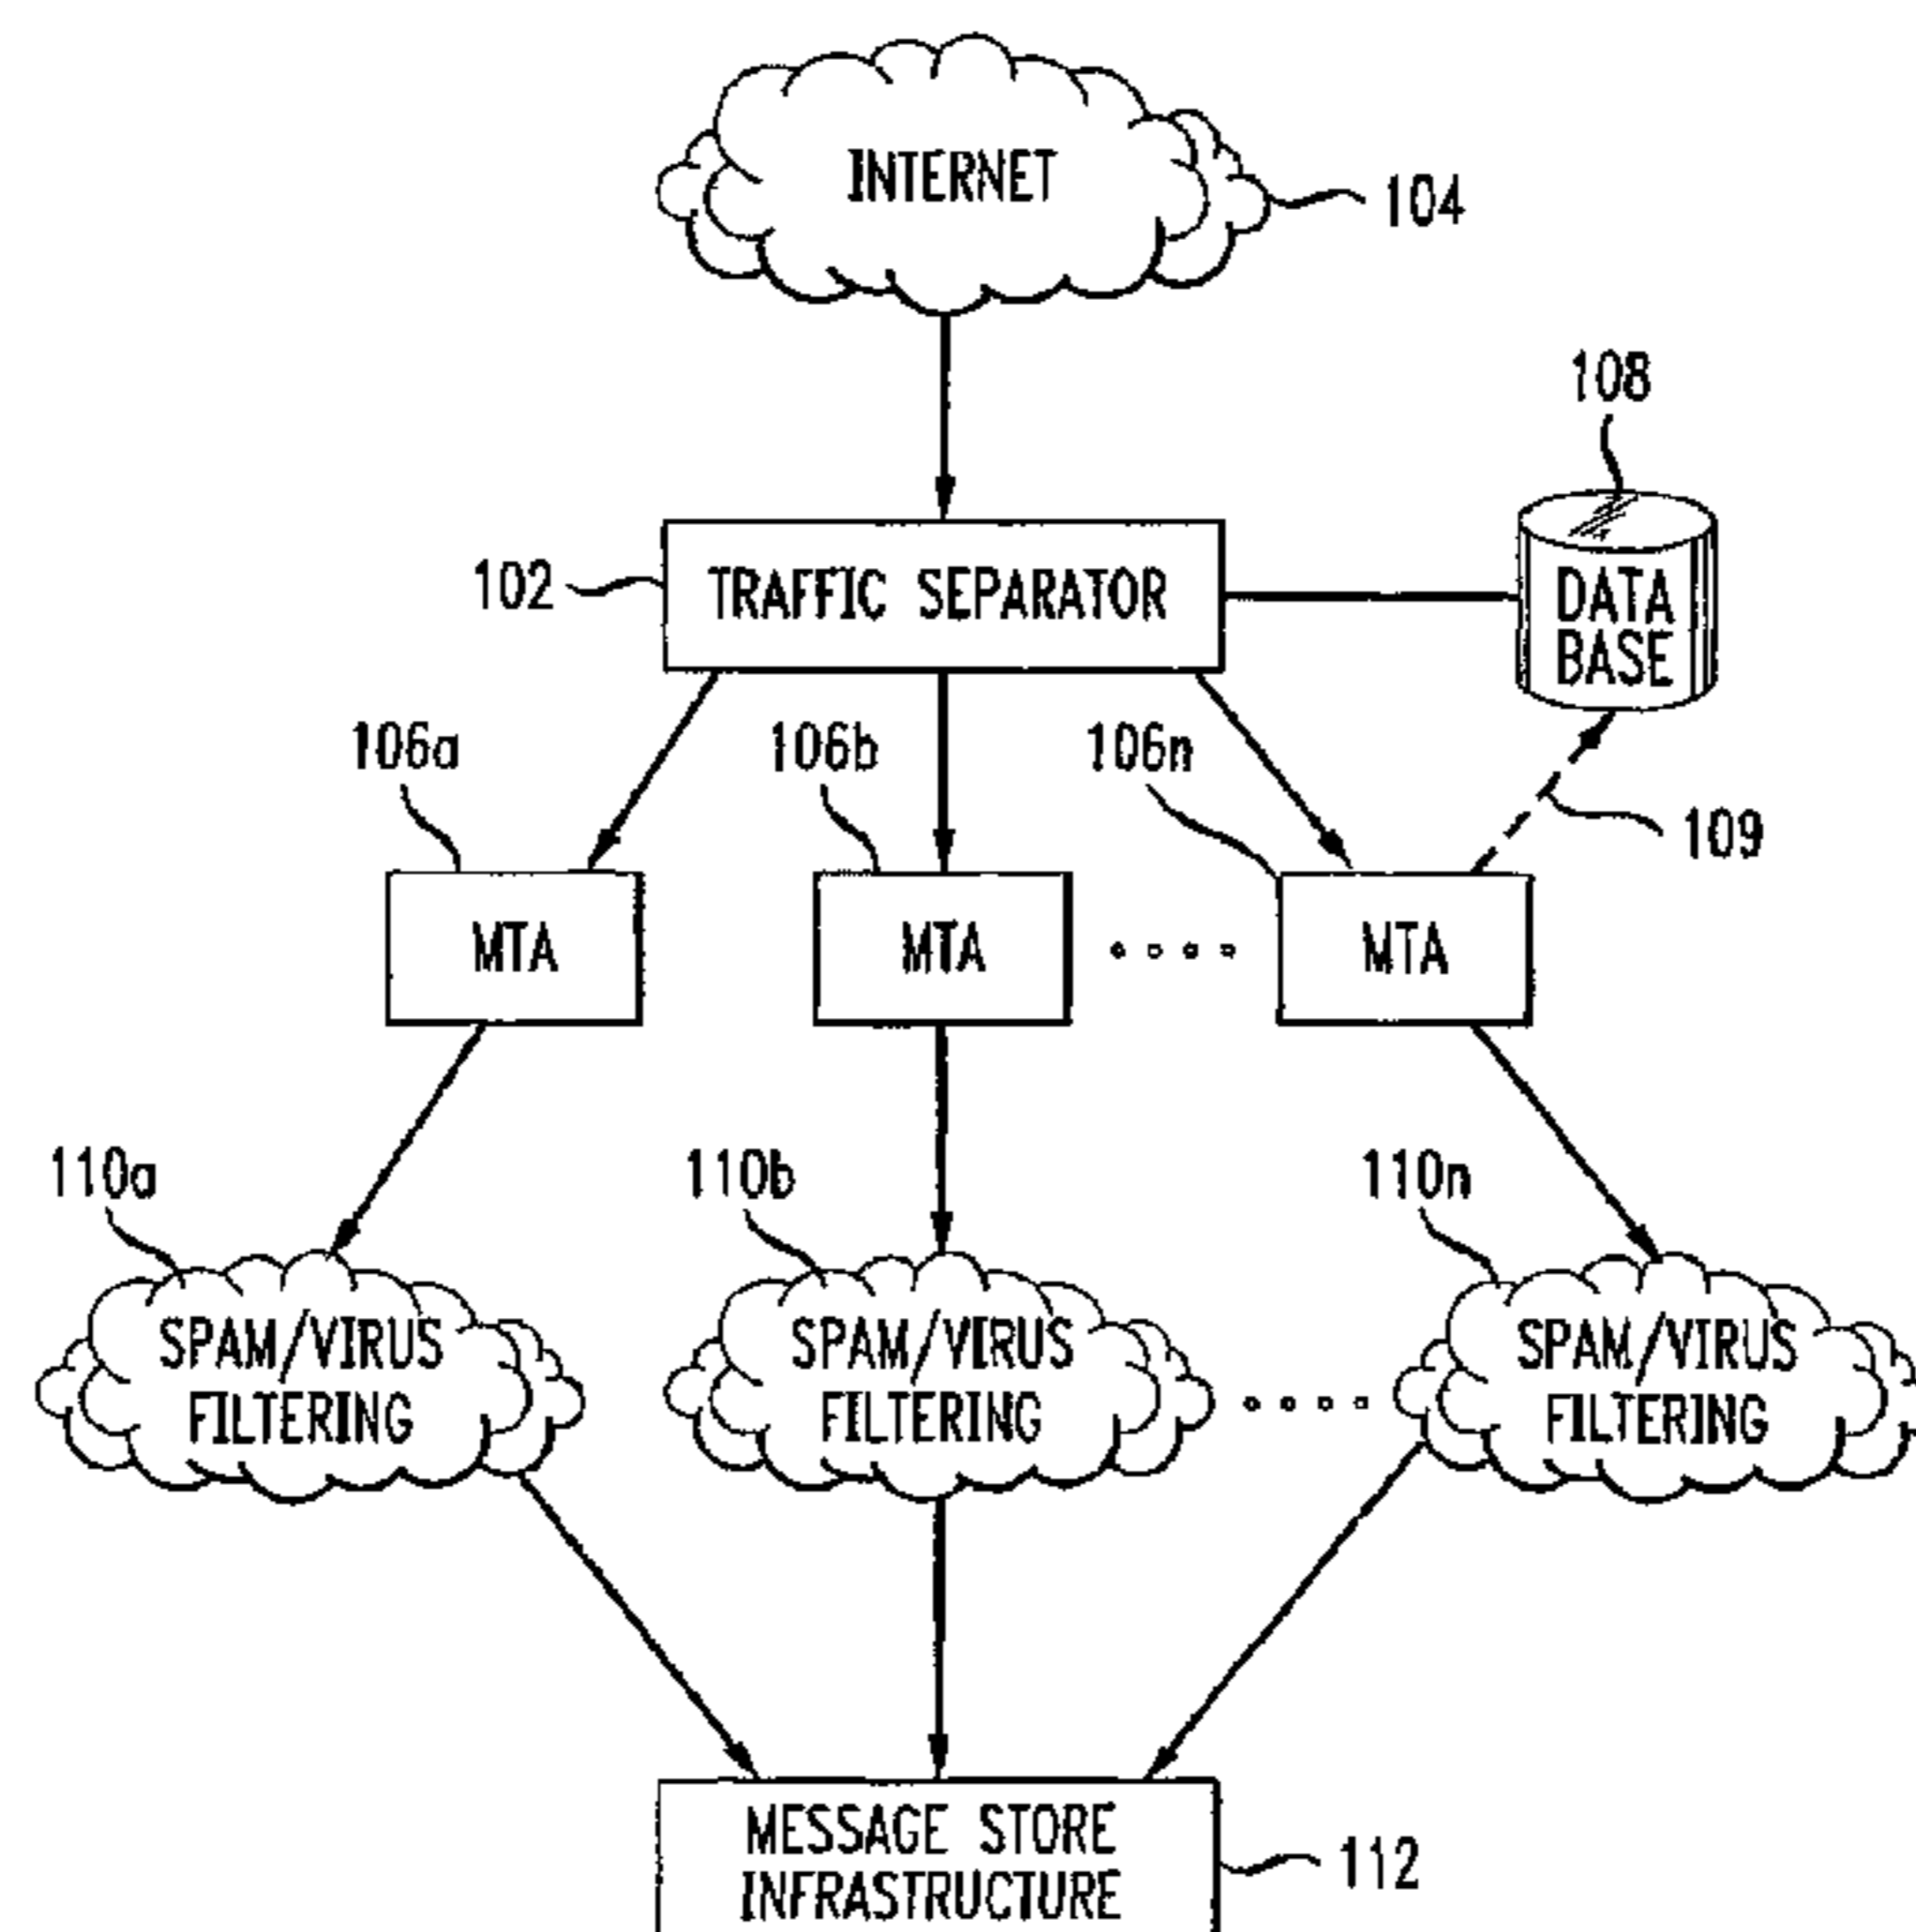 INTERNET
104
108
102
TRAFFIC SEPARATOR
DATA
BASE
106a
106b
106n
109
MTA
MTA
MTA
110a
110b
110n
SPAM/VIRUS
FILTERING
SPAM/VIRUS
FILTERING
SPAM/VIRUS
FILTERING
MESSAGE STORE
INFRASTRUCTURE
112